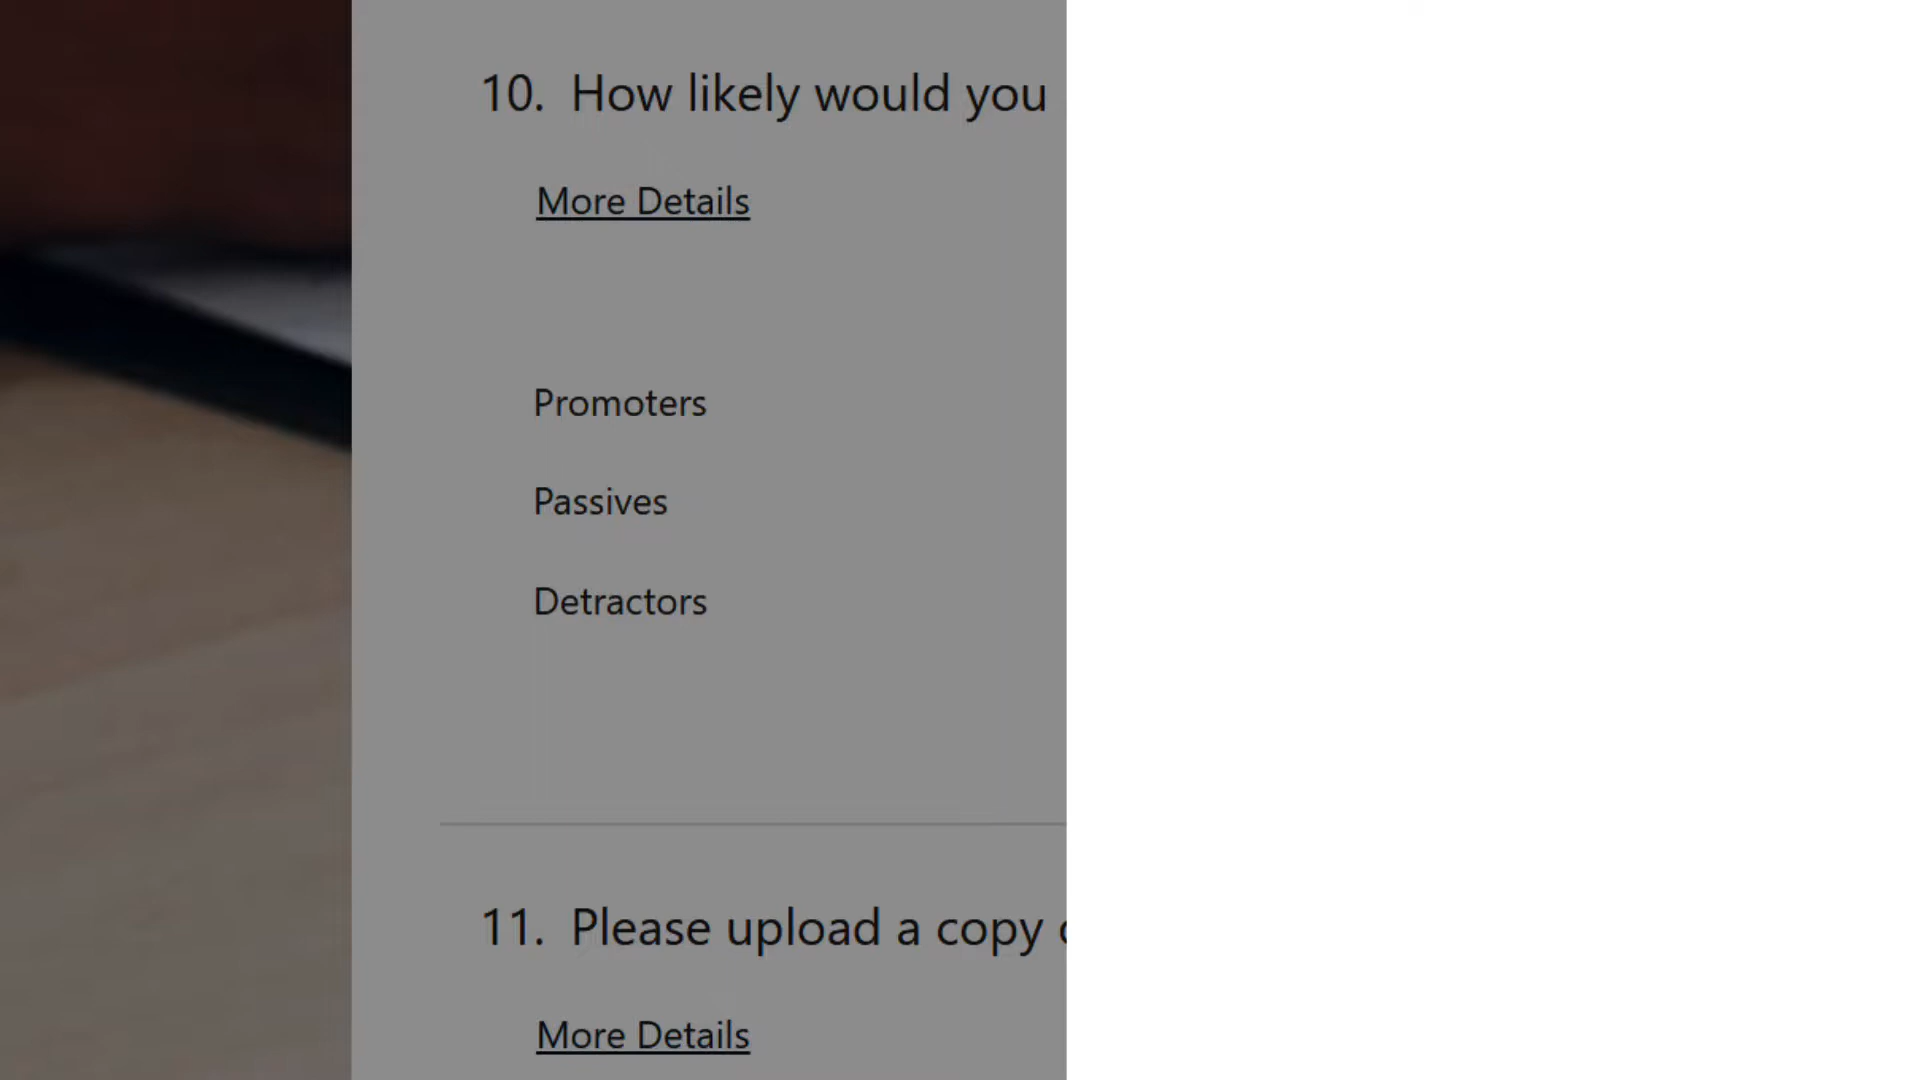 10. How likely would you
More Details
Promoters
Passives
Detractors
11. Please upload a copy
More Details